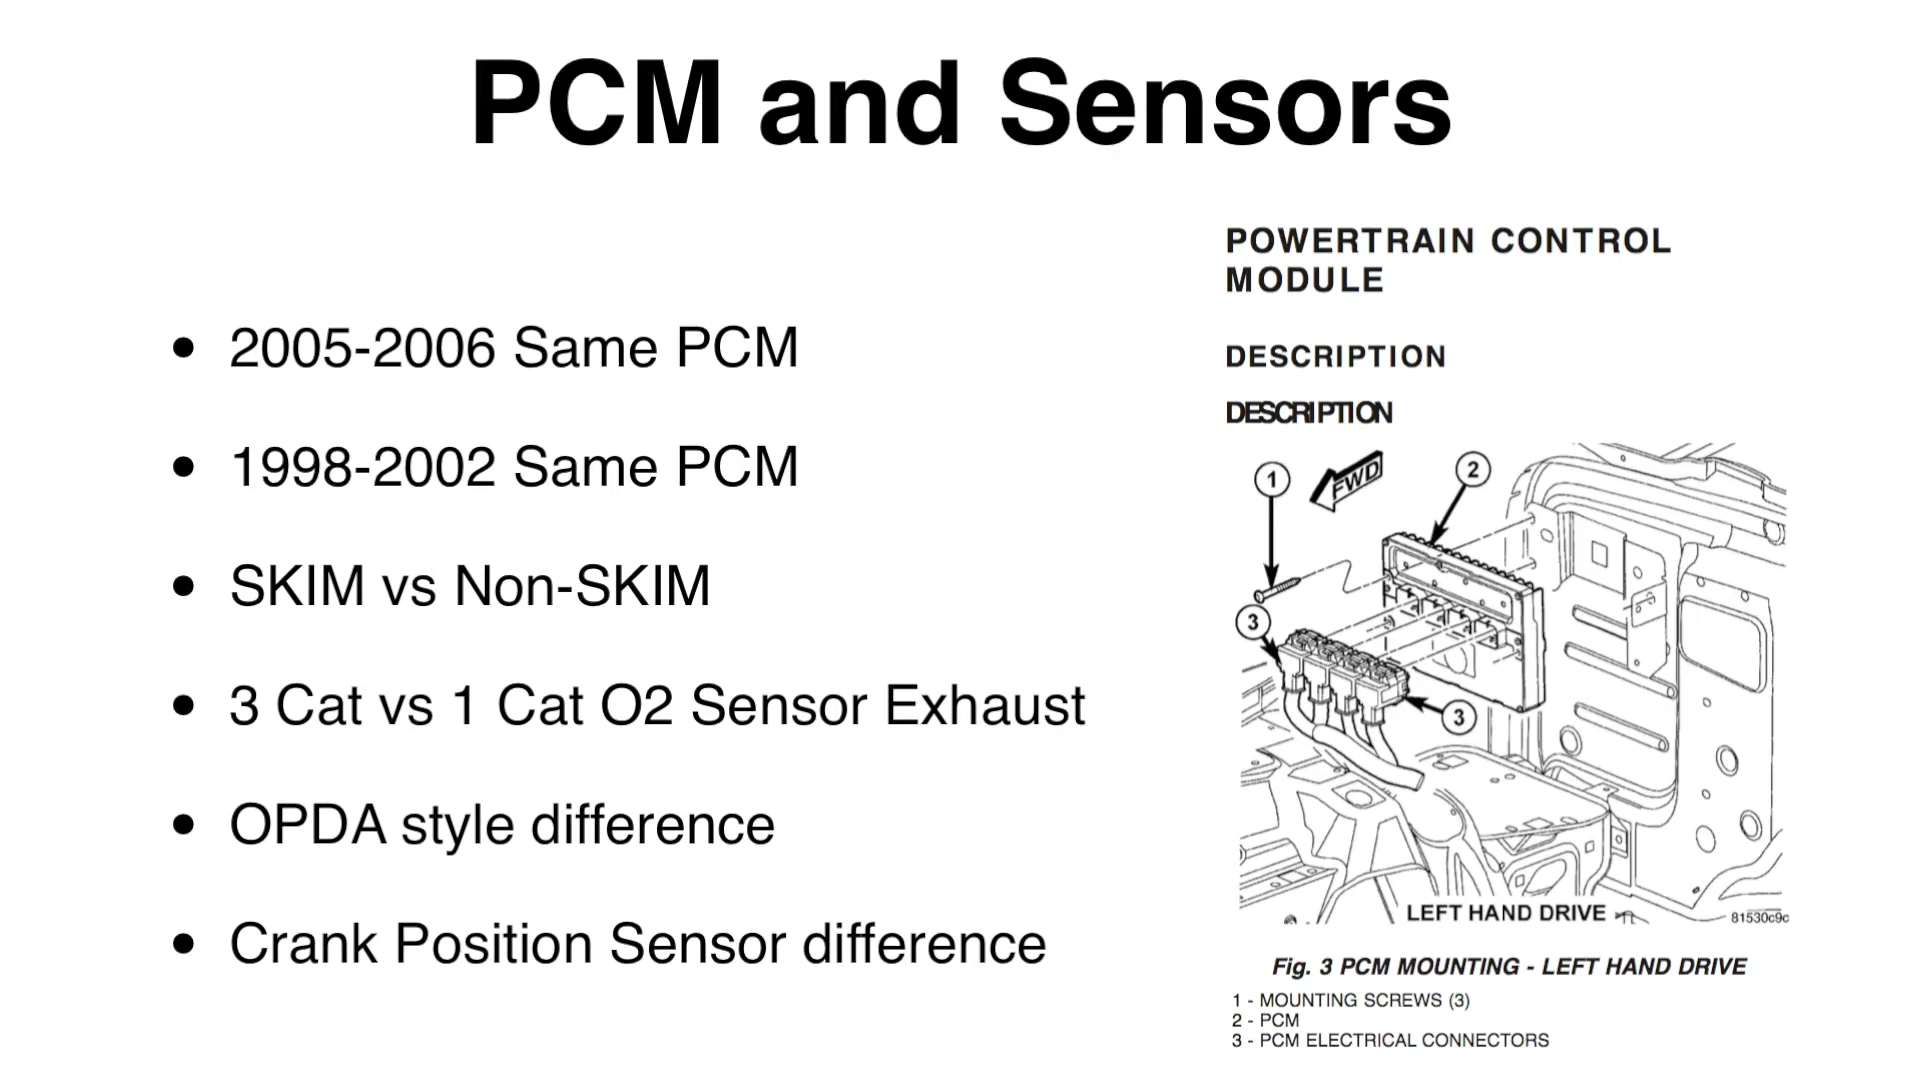 PCM and Sensors
• 2005-2006 Same PCM
• 1998-2002 Same PCM
• SKIM vs Non-SKIM
• 3 Cat vs 1 Cat O2 Sensor Exhaust
• OPDA style difference
• Crank Position Sensor difference
POWERTRAIN CONTROL
MODULE
DESCRIPTION
DESCRIPTION
1
FWD
2
3
3
LEFT HAND DRIVE
81530c9c
Fig. 3 PCM MOUNTING - LEFT HAND DRIVE
1 - MOUNTING SCREWS (3)
2 - PCM
3 - PCM ELECTRICAL CONNECTORS